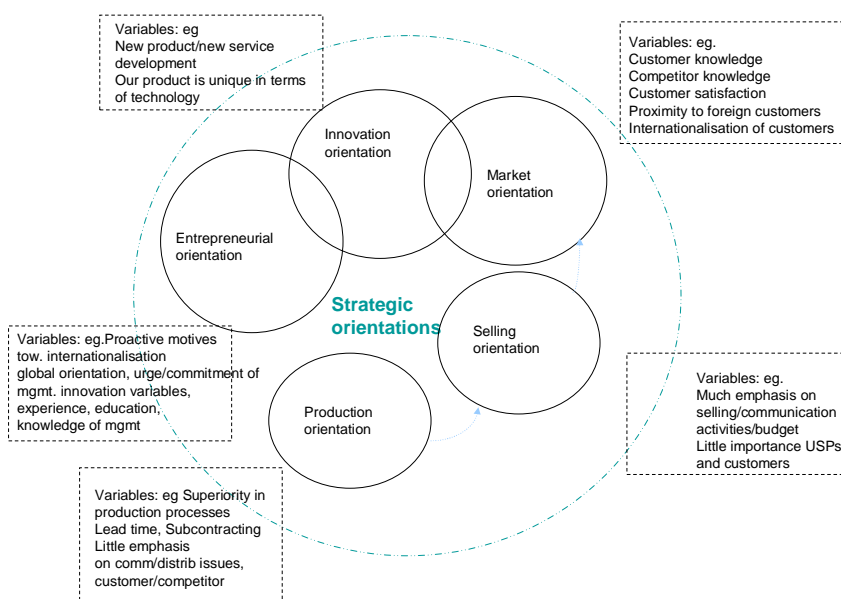 Variables: eg
New product/new service
development
Our product is unique in terms
of technology
Variables: eg.
Customer knowledge
Competitor knowledge
Customer satisfaction
Proximity to foreign customers
Internationalisation of customers
Innovation
orientation
Market
orientation
Entrepreneurial
orientation
Strategic
orientations
Selling
orientation
Variables: eg.Proactive motives
tow. internationalisation
global orientation, urge/commitment of
mgmt. innovation variables,
experience, education,
knowledge of mgmt
Production
orientation
Variables: eg.
Much emphasis on
selling/communication
activities/budget
Little importance USPs
and customers
Variables: eg Superiority in
production processes
Lead time, Subcontracting
Little emphasis
on comm/distrib issues,
customer/competitor